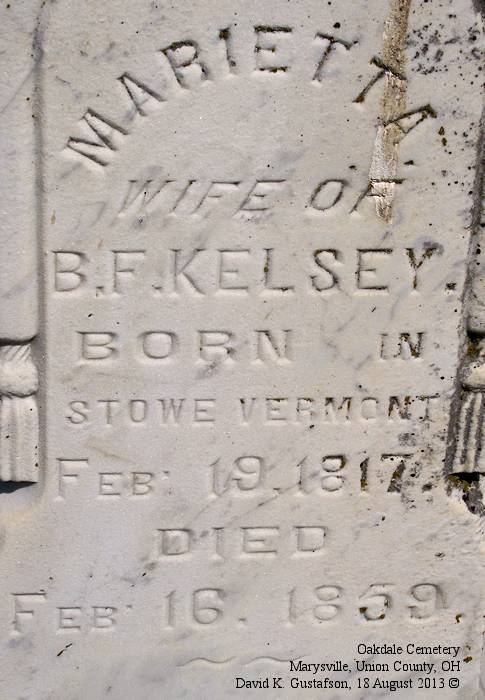 MARIETTA
WIFE OF
B.F. KELSEY.
BORN IN
STOWE VERMONT
FEB. 19.1817.
DIED
FEB. 16. 1859.
Oakdale Cemetery
Marysville, Union County, OH
David K. Gustafson, 18 August 2013 ©